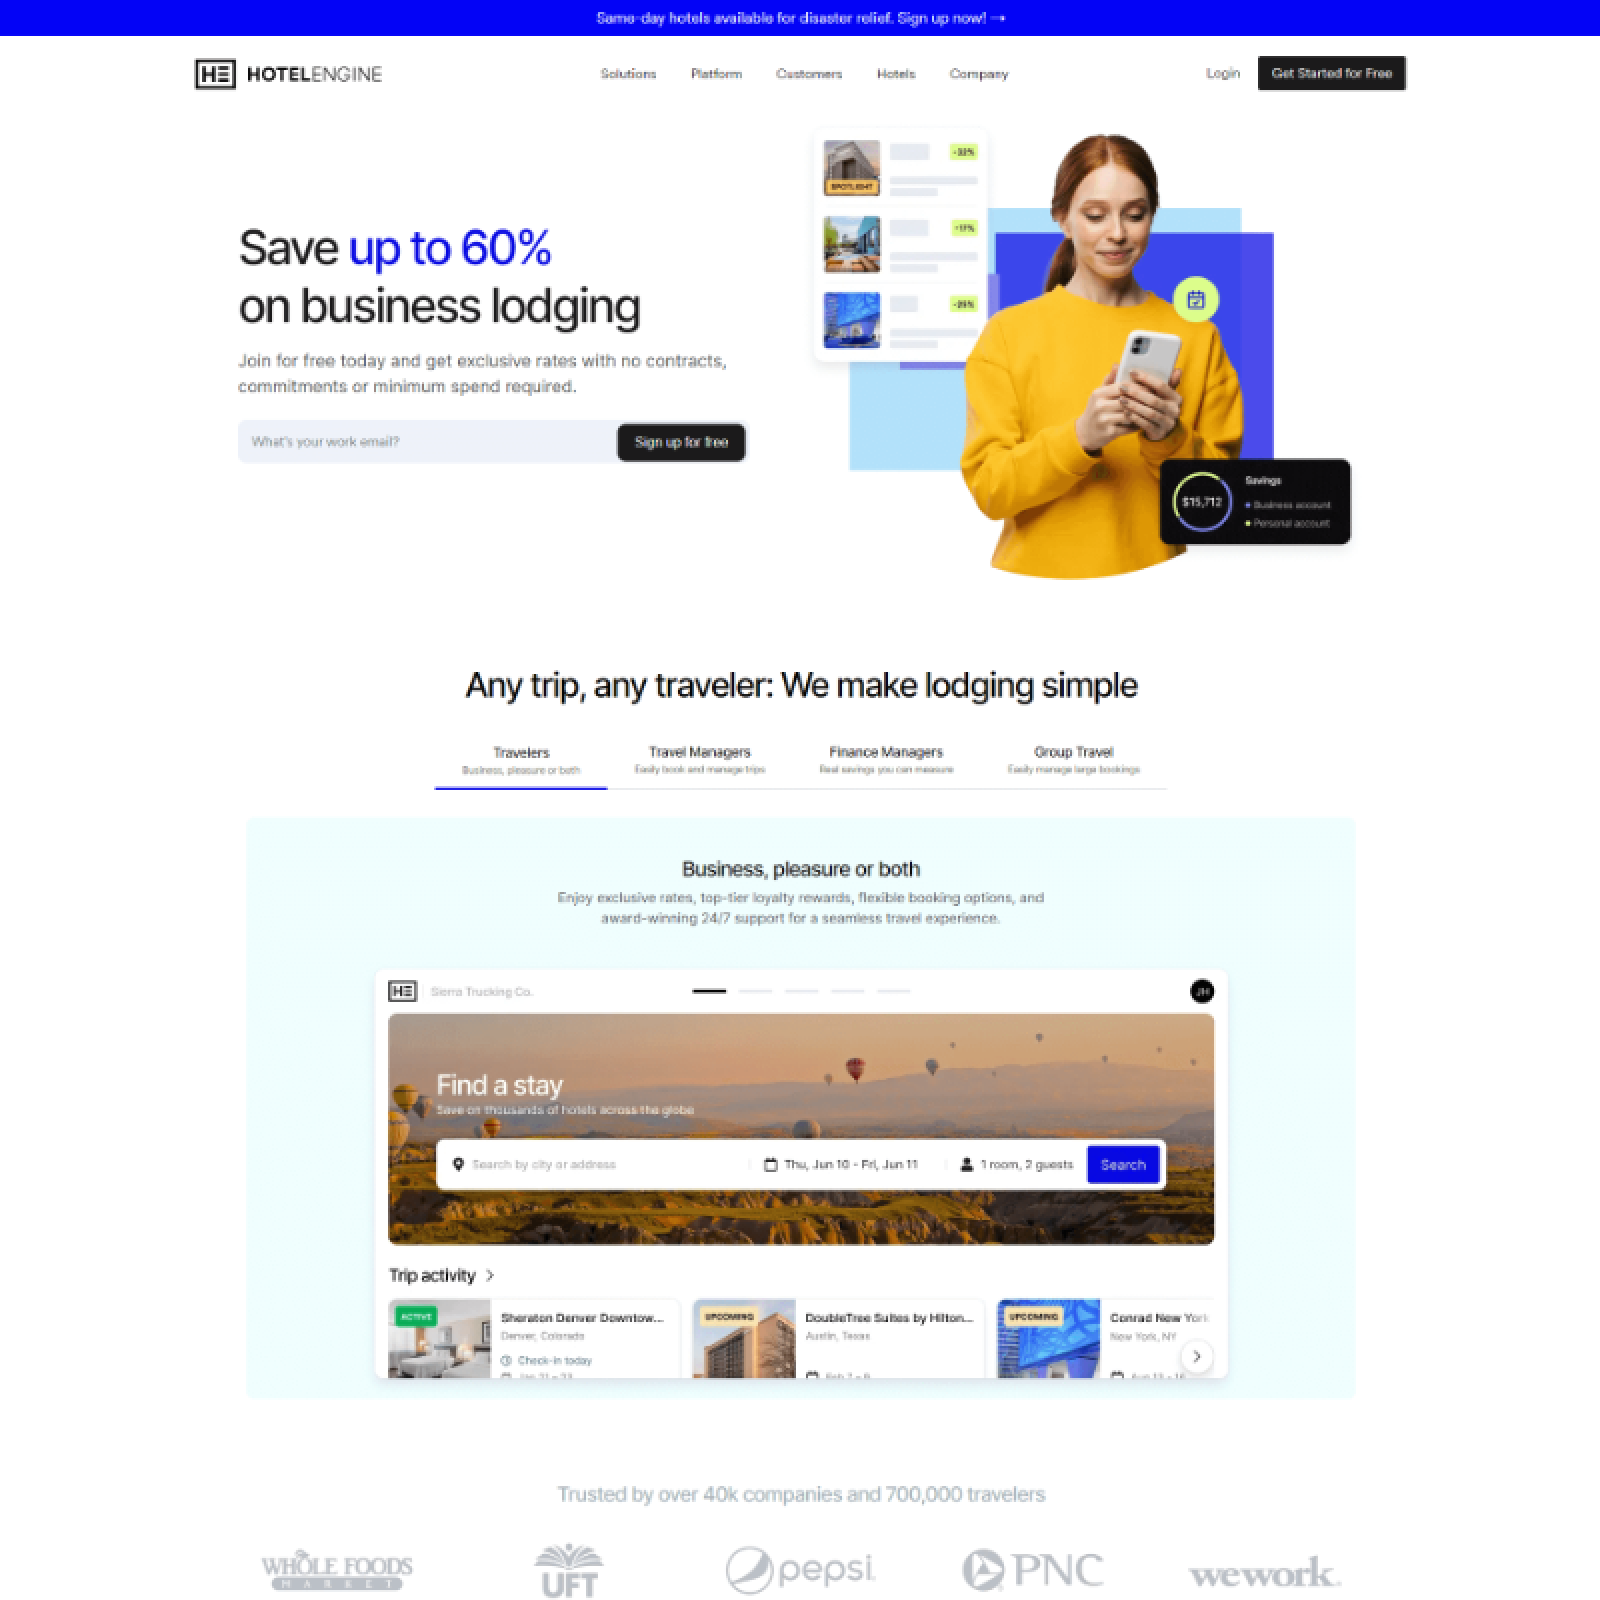 Same-day hotels available for disaster relief. Sign up now! →
HE HOTELENGINE
Solutions Platform Customers Hotels Company
Login Get Started for Free
-33%
SPOTLIGHT
-17%
-25%
Save up to 60%
on business lodging
Join for free today and get exclusive rates with no contracts,
commitments or minimum spend required.
What's your work email? Sign up for free
Savings
$15,712
Business account
Personal account
Any trip, any traveler: We make lodging simple
Travelers Travel Managers Finance Managers Group Travel
Business, pleasure or both Easily book and manage trips Real savings you can measure Easily manage large bookings
Business, pleasure or both
Enjoy exclusive rates, top-tier loyalty rewards, flexible booking options, and
award-winning 24/7 support for a seamless travel experience.
HE Sierra Trucking Co. JH
Find a stay
Save on thousands of hotels across the globe
Search by city or address Thu, Jun 10 - Fri, Jun 11 1 room, 2 guests Search
Trip activity
ACTIVE Sheraton Denver Downtow... UPCOMING DoubleTree Suites by Hilton... UPCOMING Conrad New York
Denver, Colorado Austin, Texas New York, NY
Check-in today
Trusted by over 40k companies and 700,000 travelers
WHOLE FOODS
MARKET
UFT
pepsi
PNC
wework